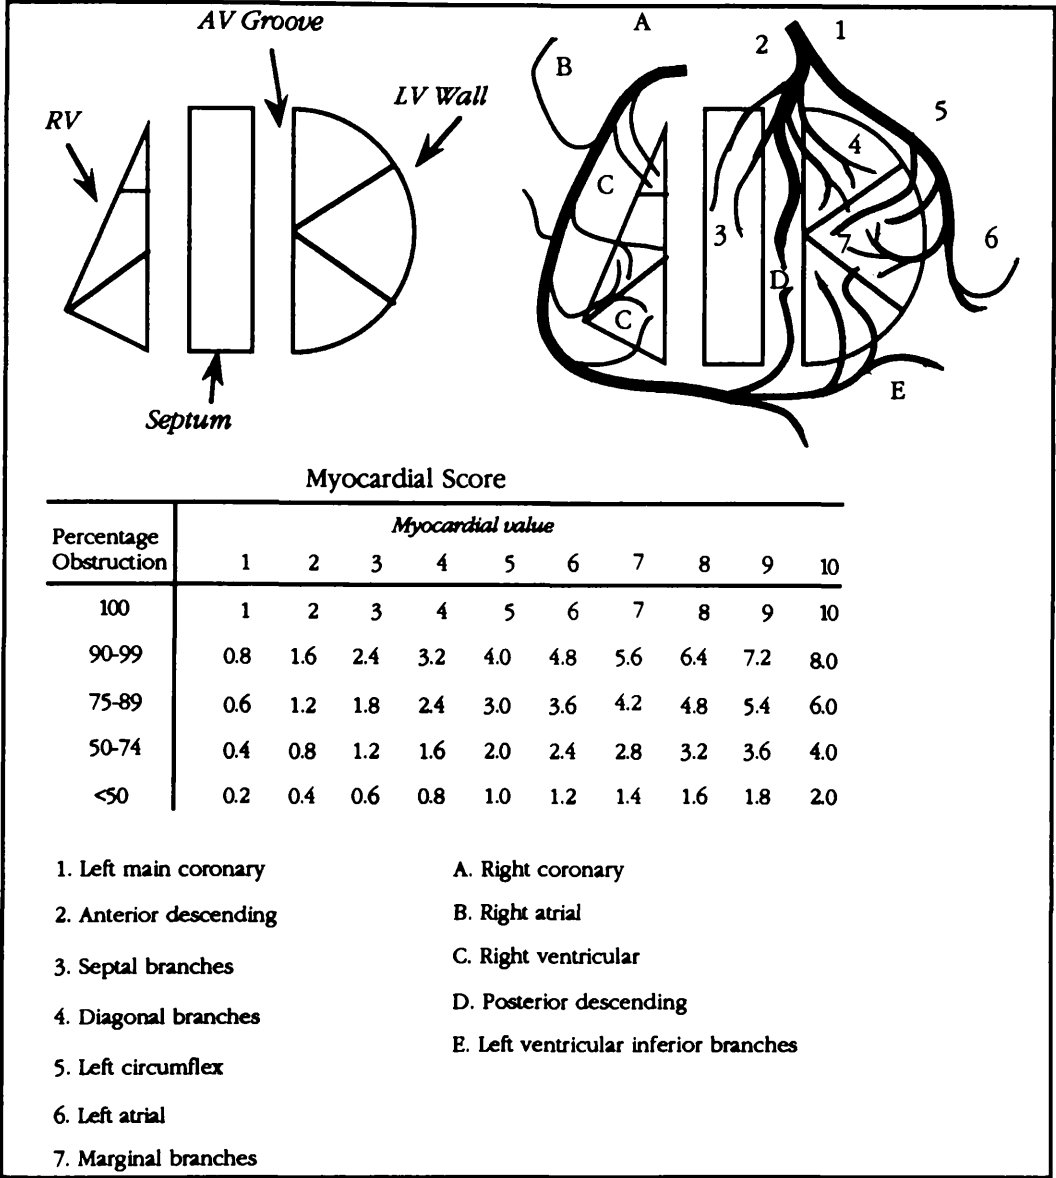 AV Groove
RV
LV Wall
Septum
A
B
C
C
D
E
1
2
3
4
5
6
7
Myocardial Score
Percentage
Obstruction
Myocardial value
1 2 3 4 5 6 7 8 9 10
100 1 2 3 4 5 6 7 8 9 10
90-99 0.8 1.6 2.4 3.2 4.0 4.8 5.6 6.4 7.2 8.0
75-89 0.6 1.2 1.8 2.4 3.0 3.6 4.2 4.8 5.4 6.0
50-74 0.4 0.8 1.2 1.6 2.0 2.4 2.8 3.2 3.6 4.0
<50 0.2 0.4 0.6 0.8 1.0 1.2 1.4 1.6 1.8 2.0
1. Left main coronary
2. Anterior descending
3. Septal branches
4. Diagonal branches
5. Left circumflex
6. Left atrial
7. Marginal branches
A. Right coronary
B. Right atrial
C. Right ventricular
D. Posterior descending
E. Left ventricular inferior branches